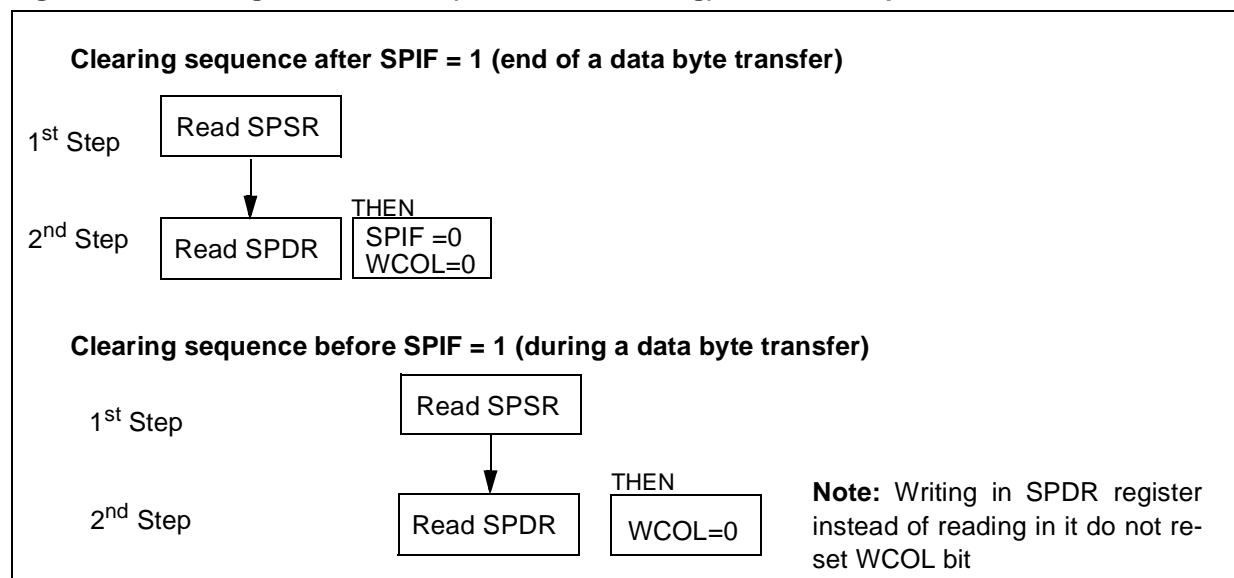 Clearing sequence after SPIF = 1 (end of a data byte transfer)
1st Step
Read SPSR
THEN
2nd Step
Read SPDR
SPIF =0
WCOL=0
Clearing sequence before SPIF = 1 (during a data byte transfer)
1st Step
Read SPSR
THEN
2nd Step
Read SPDR
WCOL=0
Note: Writing in SPDR register
instead of reading in it do not re-
set WCOL bit